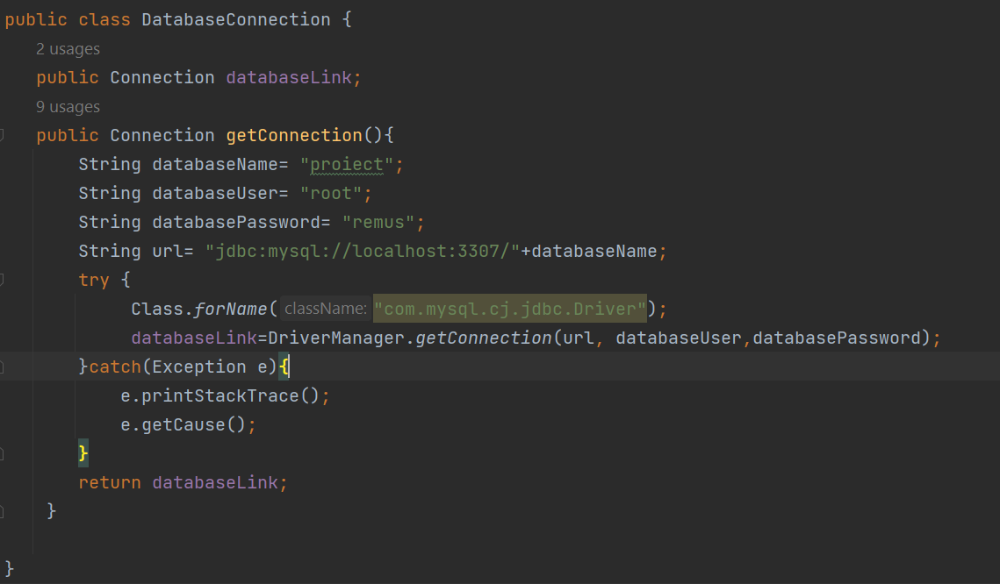 public class DatabaseConnection {
2 usages
public Connection databaseLink;
9 usages
public Connection getConnection(){
String databaseName= "proiect";
String databaseUser= "root";
String databasePassword= "remus";
String url= "jdbc:mysql://localhost:3307/"+databaseName;
try {
Class.forName( className: "com.mysql.cj.jdbc.Driver");
databaseLink=DriverManager.getConnection(url, databaseUser,databasePassword);
}catch(Exception e){
e.printStackTrace();
e.getCause();
}
return databaseLink;
}
}